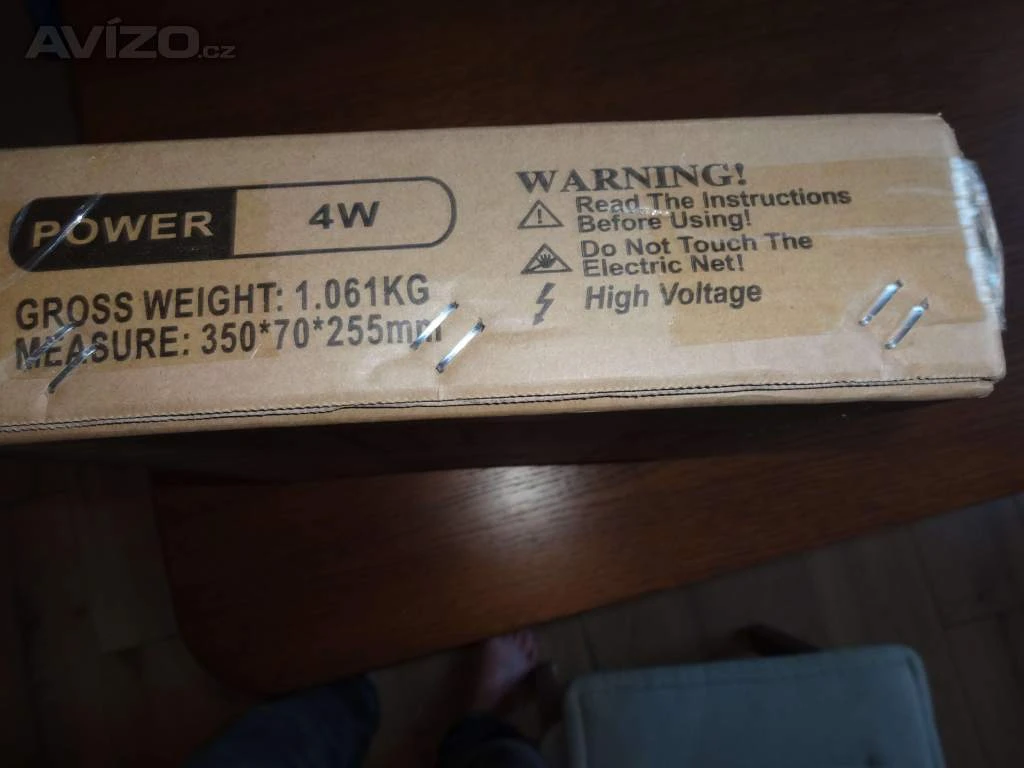 AVÍZO.cz
POWER 4W
GROSS WEIGHT: 1.061KG
MEASURE: 350*70*255mm
WARNING!
Read The Instructions
Before Using!
Do Not Touch The
Electric Net!
High Voltage